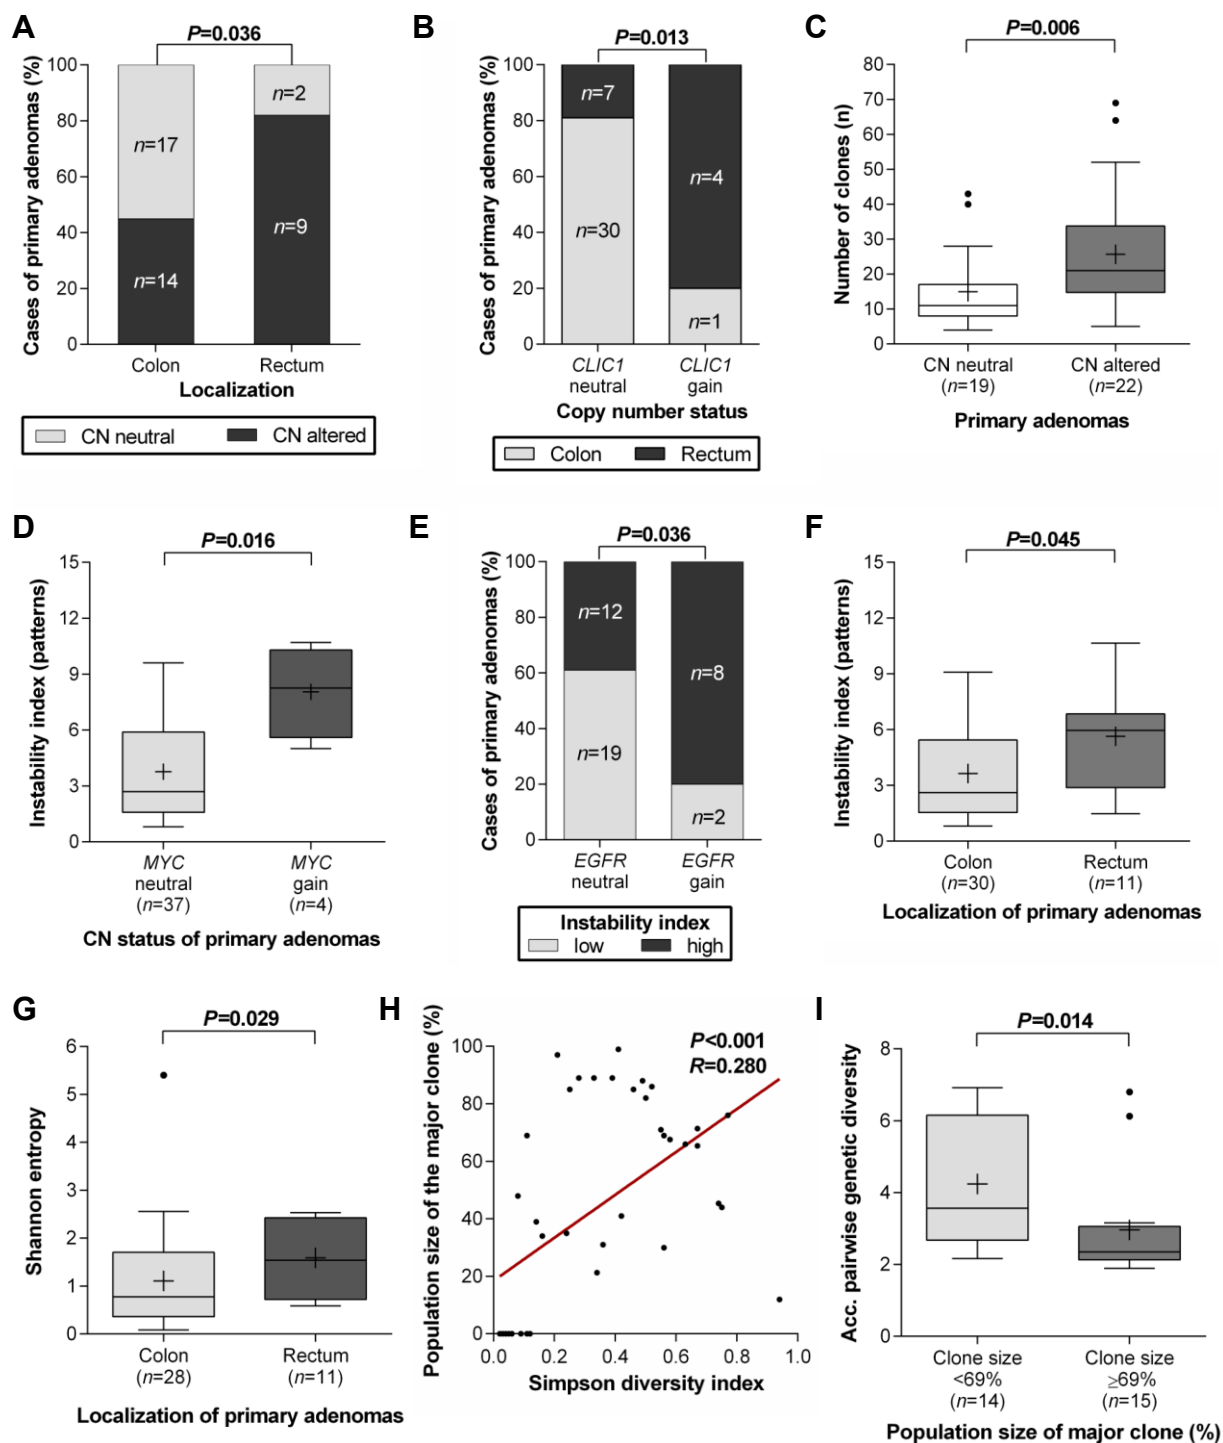 A
P=0.036
Cases of primary adenomas (%)
100
80
60
40
20
0
n=17
n=14
n=2
n=9
Colon
Rectum
Localization
CN neutral
CN altered
B
P=0.013
Cases of primary adenomas (%)
100
80
60
40
20
0
n=7
n=30
n=4
n=1
CLIC1
neutral
CLIC1
gain
Copy number status
Colon
Rectum
C
P=0.006
Number of clones (n)
80
70
60
50
40
30
20
10
0
CN neutral
(n=19)
CN altered
(n=22)
Primary adenomas
D
P=0.016
Instability index (patterns)
15
12
9
6
3
0
MYC
neutral
(n=37)
MYC
gain
(n=4)
CN status of primary adenomas
E
P=0.036
Cases of primary adenomas (%)
100
80
60
40
20
0
n=12
n=19
n=8
n=2
EGFR
neutral
EGFR
gain
Instability index
low
high
F
P=0.045
Instability index (patterns)
15
12
9
6
3
0
Colon
(n=30)
Rectum
(n=11)
Localization of primary adenomas
G
P=0.029
Shannon entropy
6
5
4
3
2
1
0
Colon
(n=28)
Rectum
(n=11)
Localization of primary adenomas
H
P<0.001
R=0.280
Population size of the major clone (%)
100
80
60
40
20
0
0.0
0.2
0.4
0.6
0.8
1.0
Simpson diversity index
I
P=0.014
Acc. pairwise genetic diversity
8
6
4
2
0
Clone size
<69%
(n=14)
Clone size
≥69%
(n=15)
Population size of major clone (%)